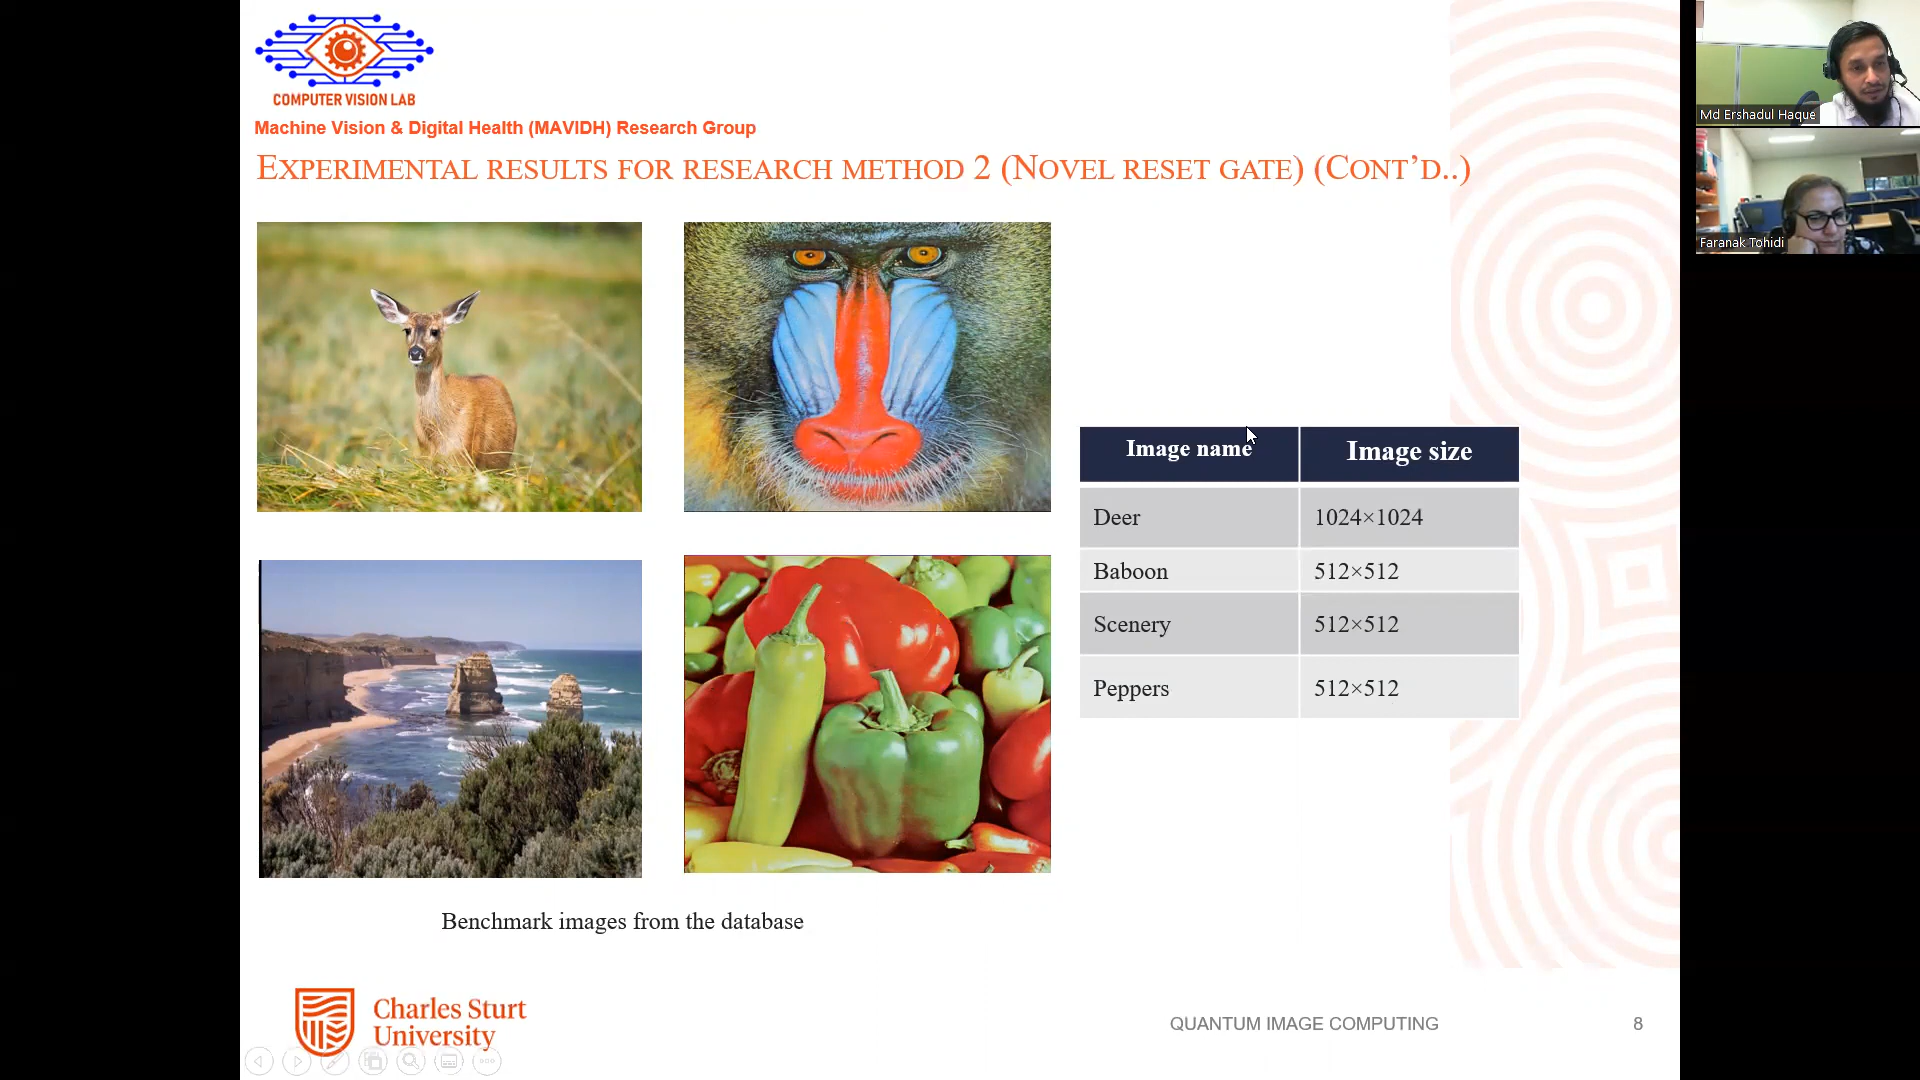 COMPUTER VISION LAB
Machine Vision & Digital Health (MAVIDH) Research Group
EXPERIMENTAL RESULTS FOR RESEARCH METHOD 2 (NOVEL RESET GATE) (CONT’D..)
Image name Image size
Deer 1024×1024
Baboon 512×512
Scenery 512×512
Peppers 512×512
Benchmark images from the database
Charles Sturt
University
QUANTUM IMAGE COMPUTING 8
Md Ershadul Haque
Faranak Tohidi